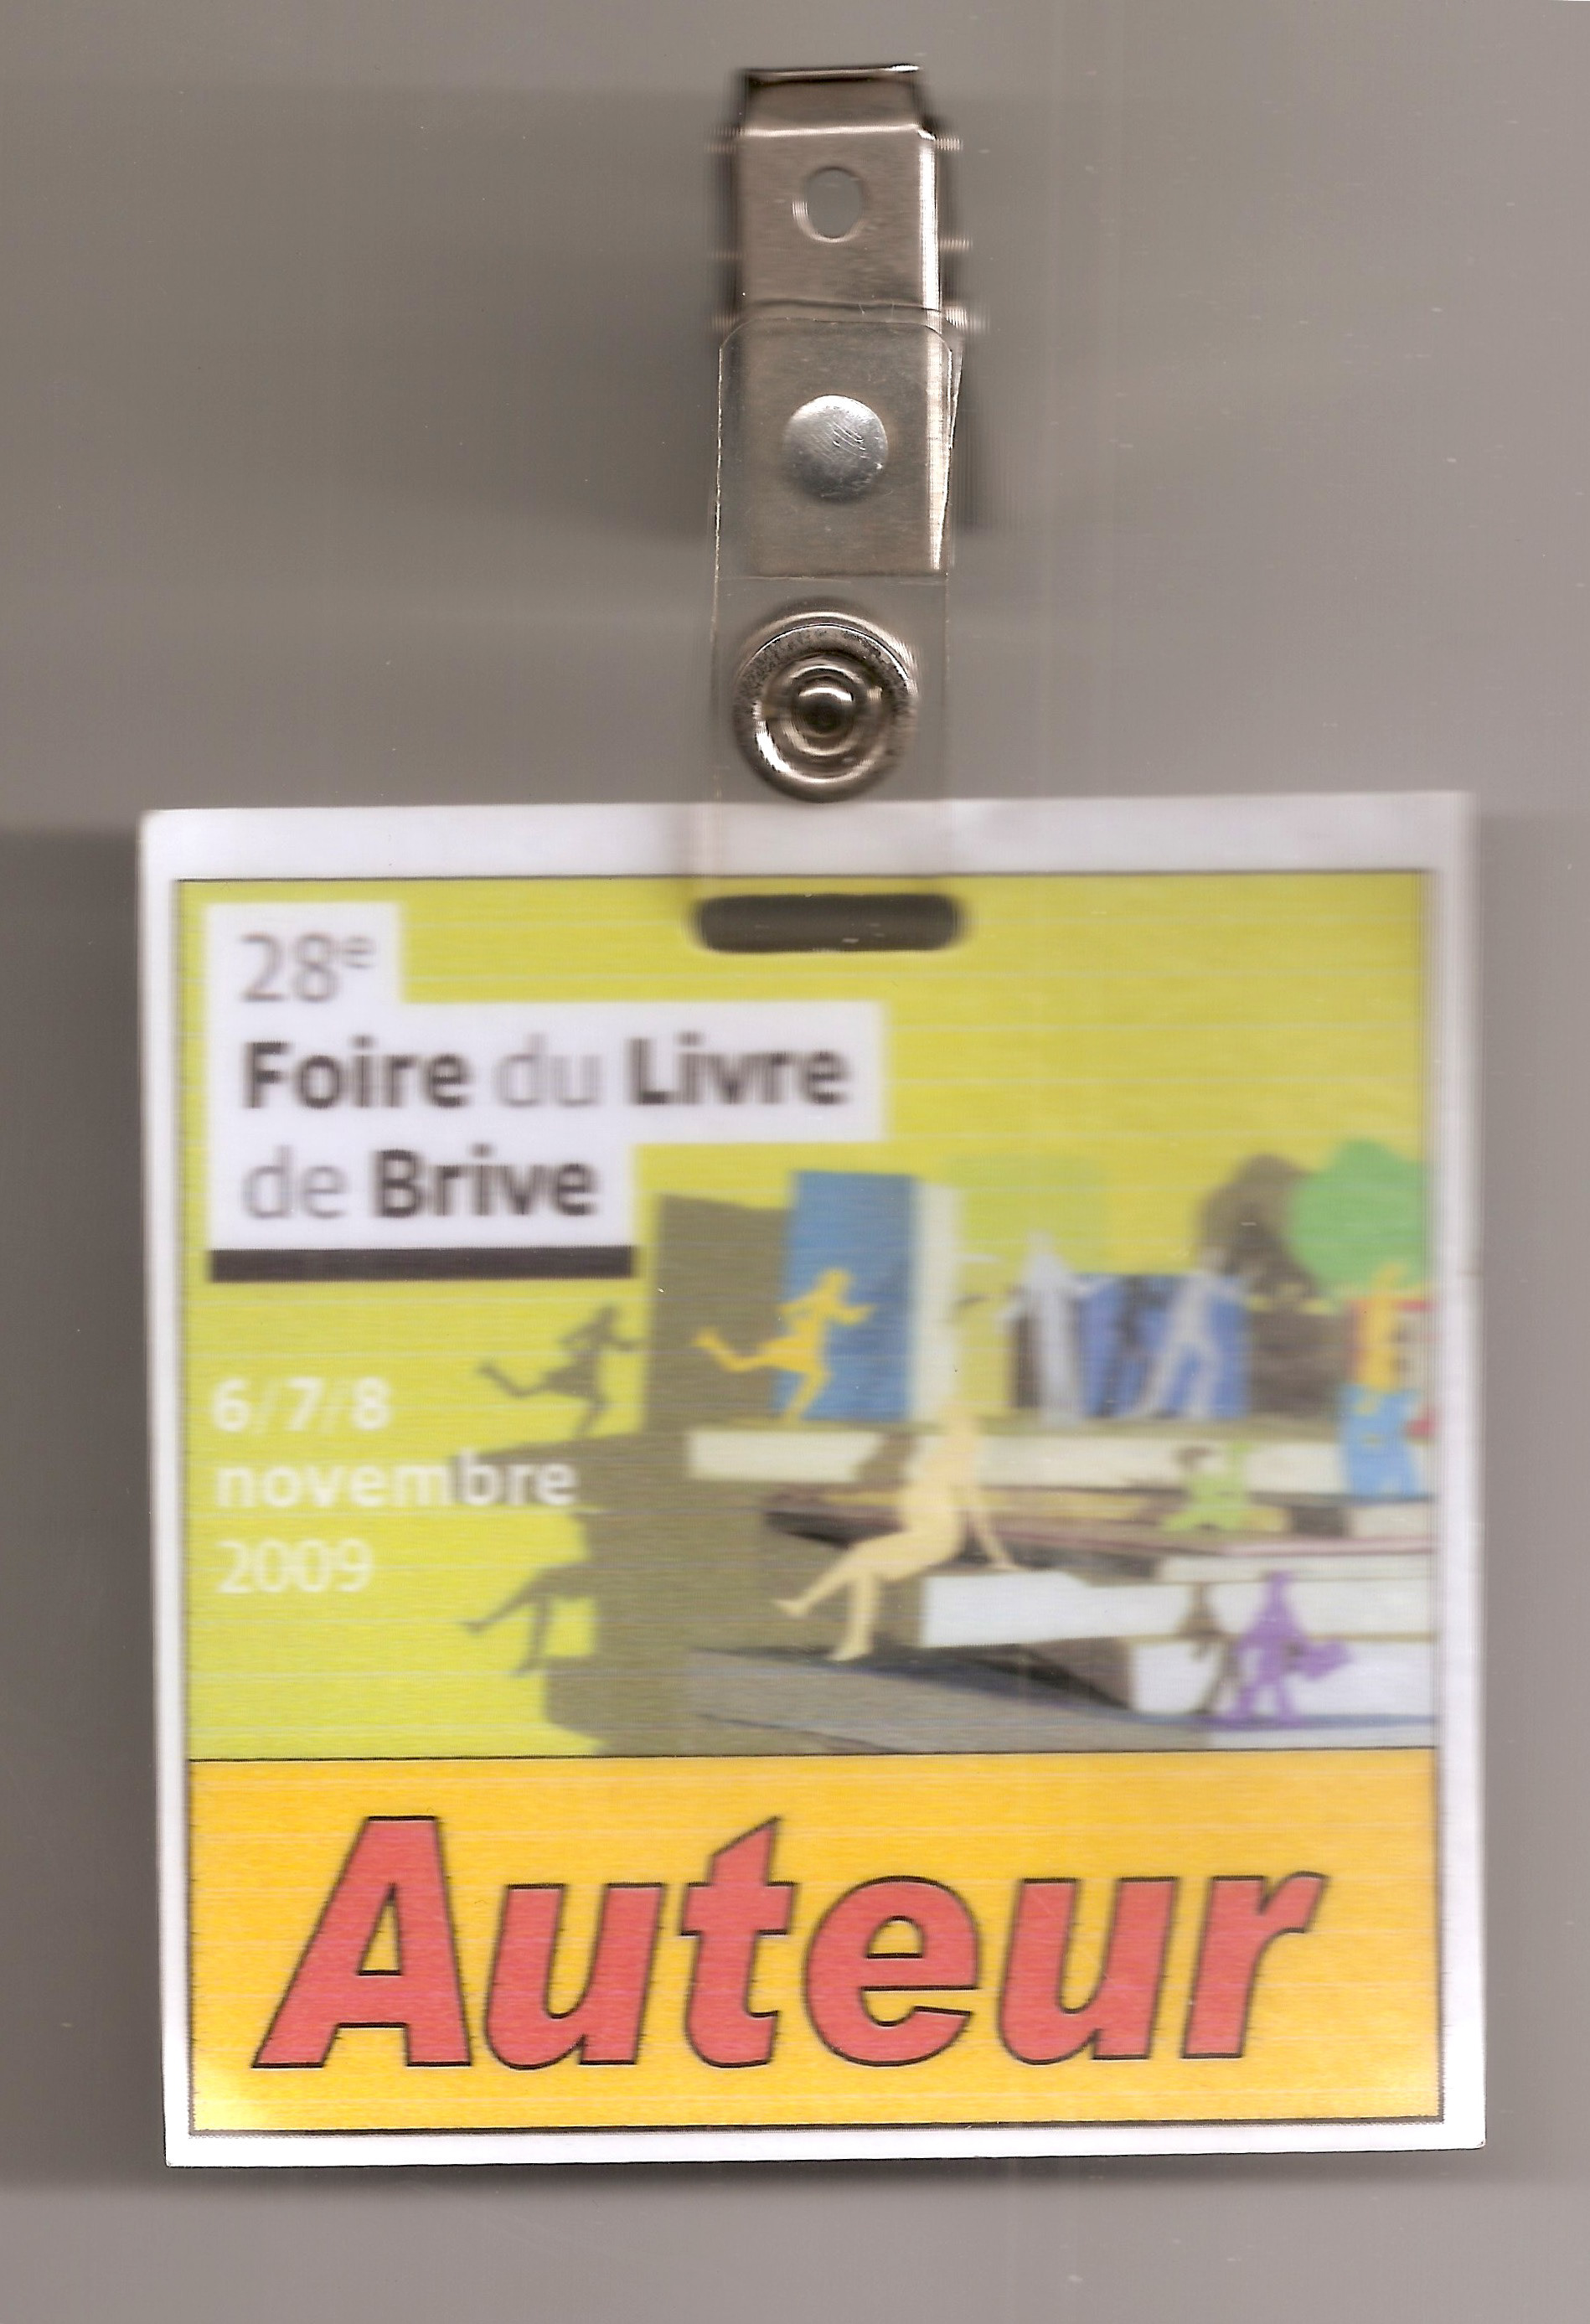 28e
Foire du Livre
de Brive
6/7/8
novembre
2009
Auteur